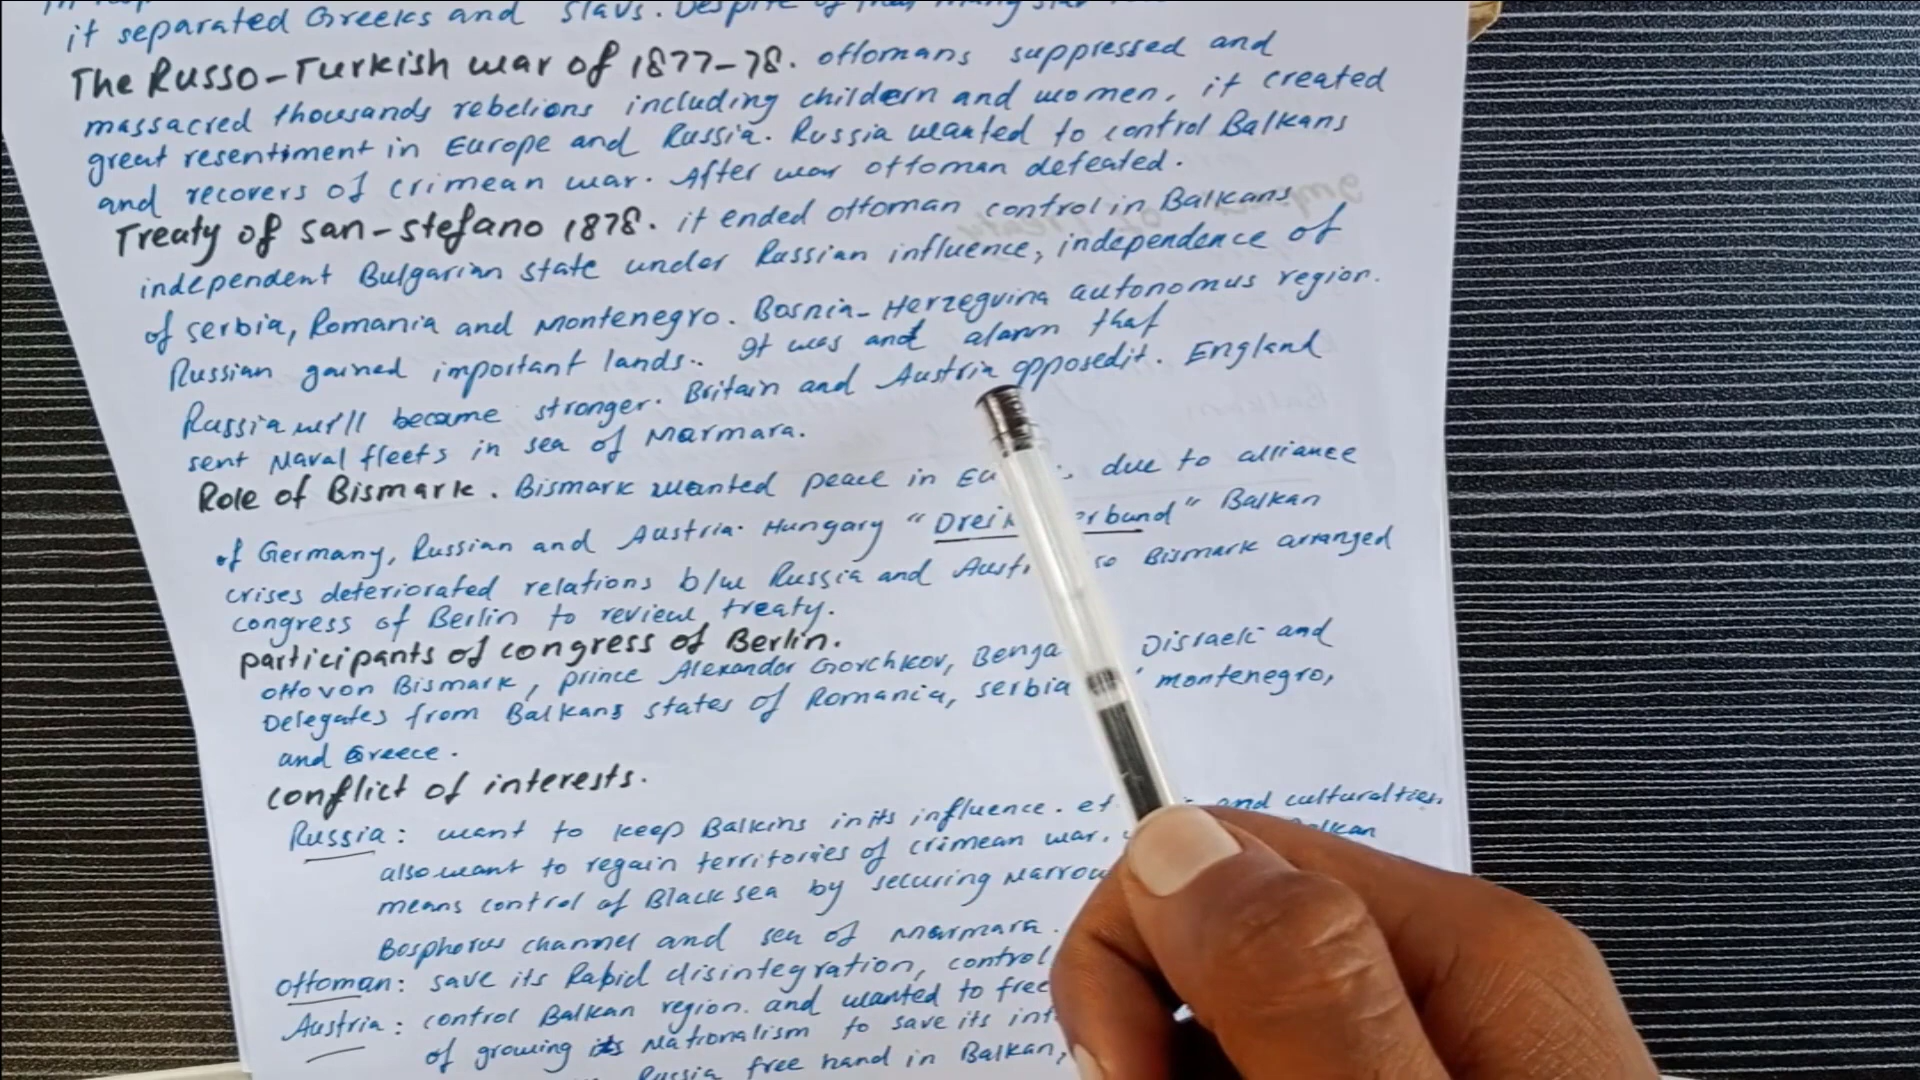 it separated Greeks and Slavs. Despite of
The Russo-Turkish war of 1877-78. ottomans suppressed and
massacred thousands rebelions including childern and women, it created
great resentiment in Europe and Russia. Russia wanted to control Balkans
and recovers of crimean war. After war ottoman defeated.
Treaty of san-stefano 1878. it ended ottoman control in Balkans
independent Bulgarian state under Russian influence, independence of
of serbia, Romania and Montenegro. Bosnia-Herzeguina autonomus region.
Russian gained important lands.. It was and alarm that
Russia will became stronger. Britain and Austria opposedit. England
sent Naval fleets in sea of Marmara.
Role of Bismark. Bismark wanted peace in due to alliance
of Germany, Russian and Austria-Hungary " " Balkan
crises deteriorated relations b/w Russia and so Bismark arranged
congress of Berlin to review treaty.
participants of congress of Berlin.
otto von Bismark, prince Alexander Gorchkov, Disraeli and
Delegates from Balkans states of Romania, serbia montenegro,
and Greece.
conflict of interests.
Russia: want to keep Balkins in its influence. and culturalties.
also want to regain territories of crimean war. Balkan
means control of Black sea by securing
Bosphorus channel and sea of marmara.
ottoman: save its Rapid disintegration, control
Austria: control Balkan region. and wanted to free
of growing its Nationalism to save its
Russia free hand in Balkan,